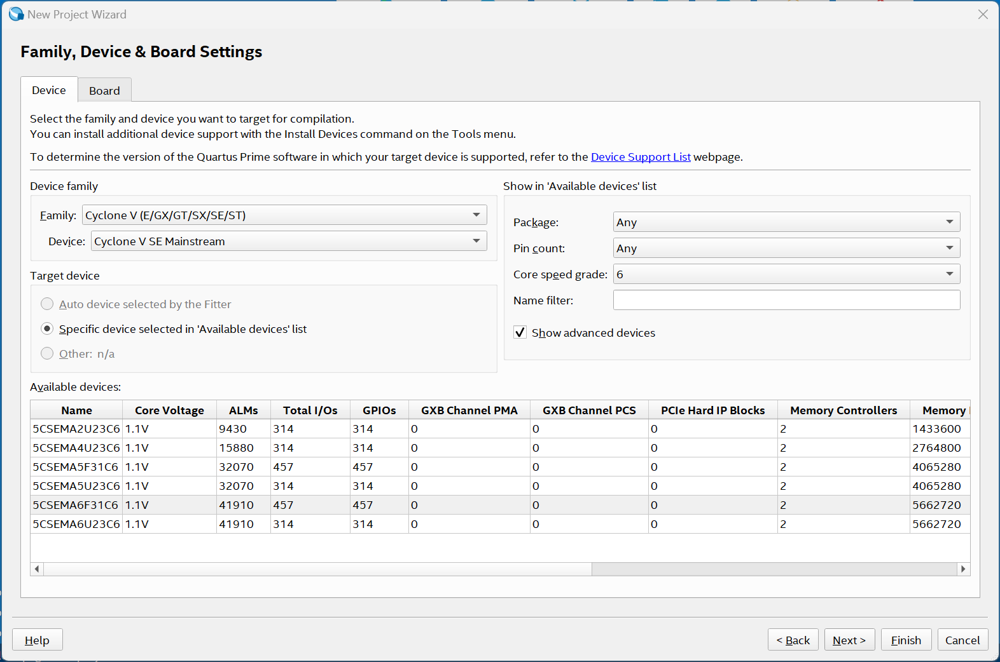 New Project Wizard
Family, Device & Board Settings
Device
Board
Select the family and device you want to target for compilation.
You can install additional device support with the Install Devices command on the Tools menu.
To determine the version of the Quartus Prime software in which your target device is supported, refer to the Device Support List webpage.
Device family
Family: Cyclone V (E/GX/GT/SX/SE/ST)
Device: Cyclone V SE Mainstream
Target device
Auto device selected by the Fitter
Specific device selected in 'Available devices' list
Other: n/a
Show in 'Available devices' list
Package: Any
Pin count: Any
Core speed grade: 6
Name filter:
Show advanced devices
Available devices:
Name Core Voltage ALMs Total I/Os GPIOs GXB Channel PMA GXB Channel PCS PCIe Hard IP Blocks Memory Controllers Memory
5CSEMA2U23C6 1.1V 9430 314 314 0 0 0 2 1433600
5CSEMA4U23C6 1.1V 15880 314 314 0 0 0 2 2764800
5CSEMA5F31C6 1.1V 32070 457 457 0 0 0 2 4065280
5CSEMA5U23C6 1.1V 32070 314 314 0 0 0 2 4065280
5CSEMA6F31C6 1.1V 41910 457 457 0 0 0 2 5662720
5CSEMA6U23C6 1.1V 41910 314 314 0 0 0 2 5662720
Help
< Back
Next >
Finish
Cancel